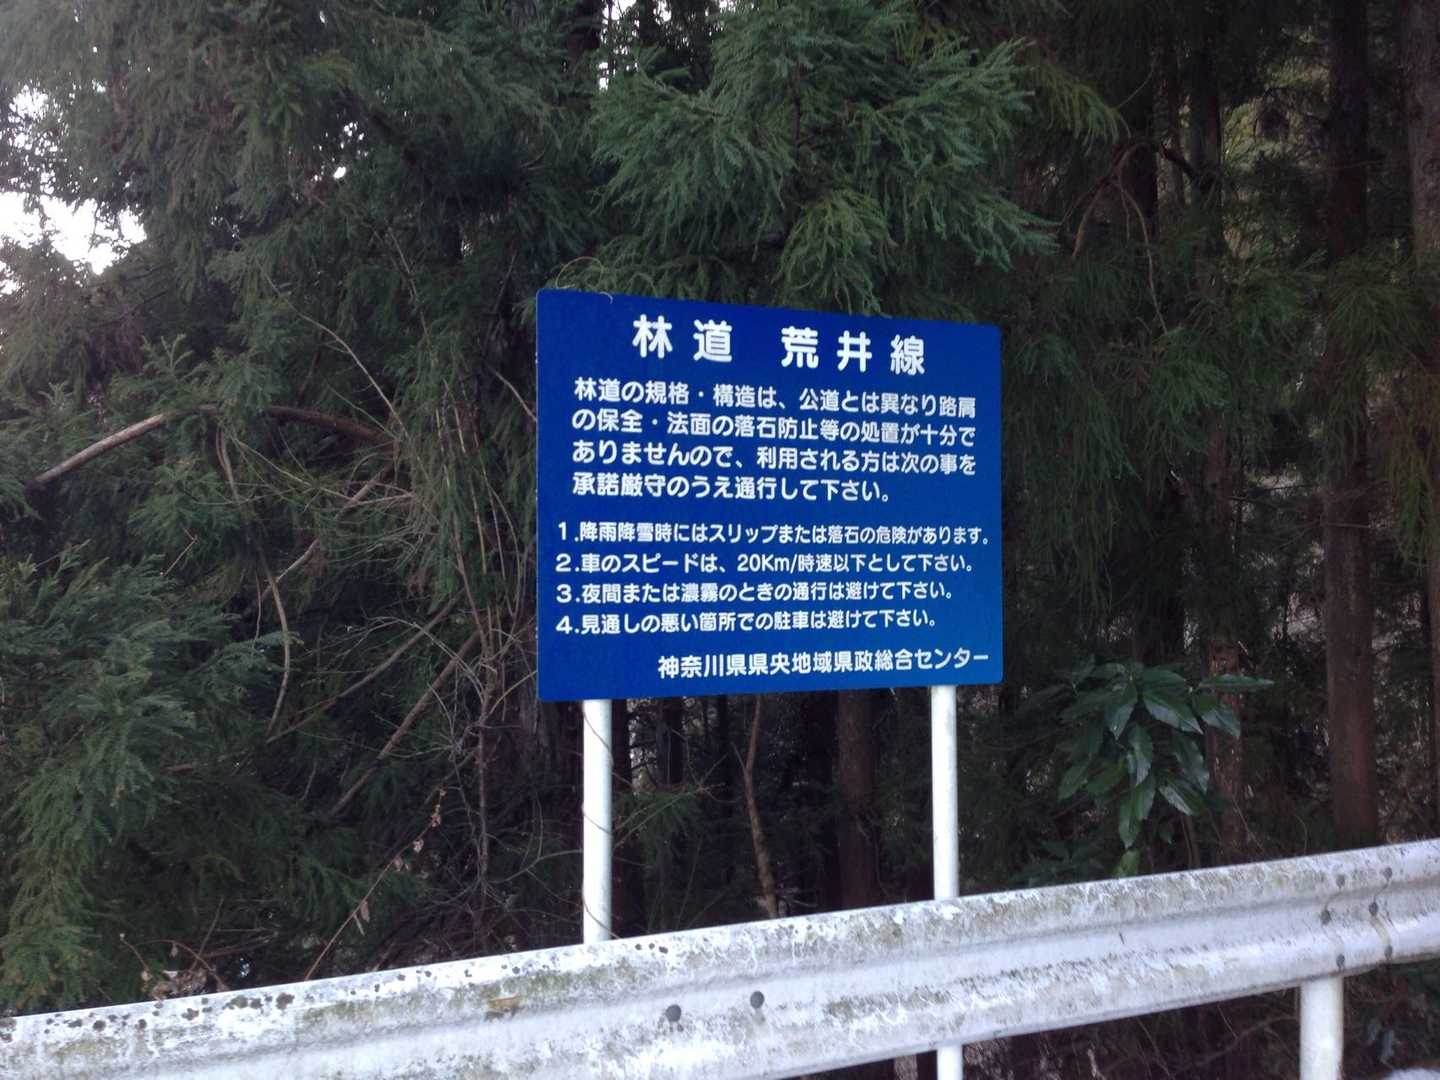 林道 荒井線
林道の規格・構造は、公道とは異なり路肩
の保全・法面の落石防止等の処置が十分で
ありませんので、利用される方は次の事を
承諾厳守のうえ通行して下さい。
1.降雨降雪時にはスリップまたは落石の危険があります。
2.車のスピードは、20Km/時速以下として下さい。
3.夜間または濃霧のときの通行は避けて下さい。
4.見通しの悪い箇所での駐車は避けて下さい。
神奈川県県央地域県政総合センター